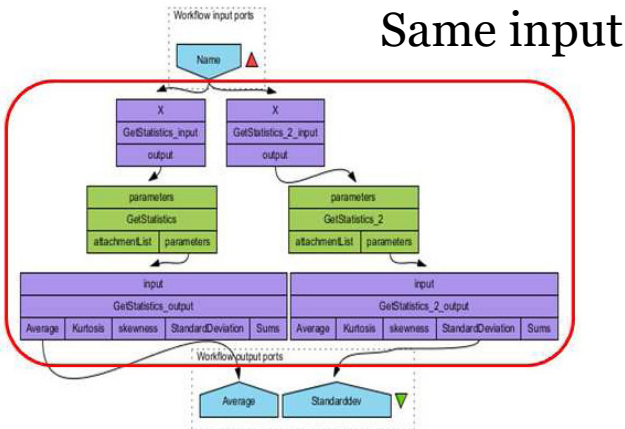 Same input
Workflow input ports
Name
X
X
GetStatistics_input
GetStatistics_2_input
output
output
parameters
parameters
GetStatistics
GetStatistics_2
attachmentList parameters
attachmentList parameters
input
input
GetStatistics_output
GetStatistics_2_output
Average Kurtosis skewness StandardDeviation Sums
Average Kurtosis skewness StandardDeviation Sums
Workflow output ports
Average
Standarddev